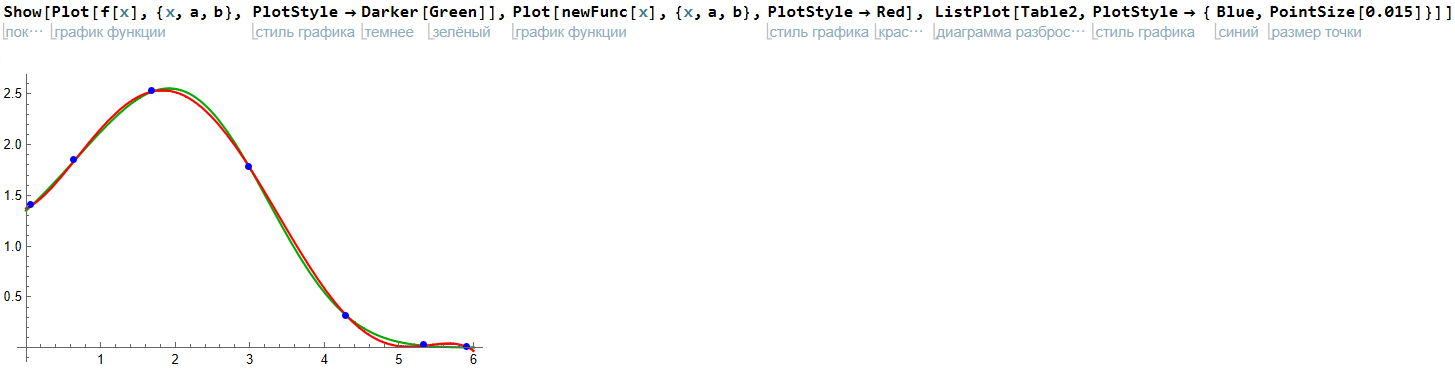 Show[Plot[f[x], {x, a, b}, PlotStyle → Darker[Green]], Plot[newFunc[x], {x, a, b}, PlotStyle → Red], ListPlot[Table2, PlotStyle → { Blue, PointSize[0.015]}]]
пок⋯ график функции стиль графика темнее зелёный график функции стиль графика крас⋯ диаграмма разброс⋯ стиль графика синий размер точки
2.5
2.0
1.5
1.0
0.5
1 2 3 4 5 6